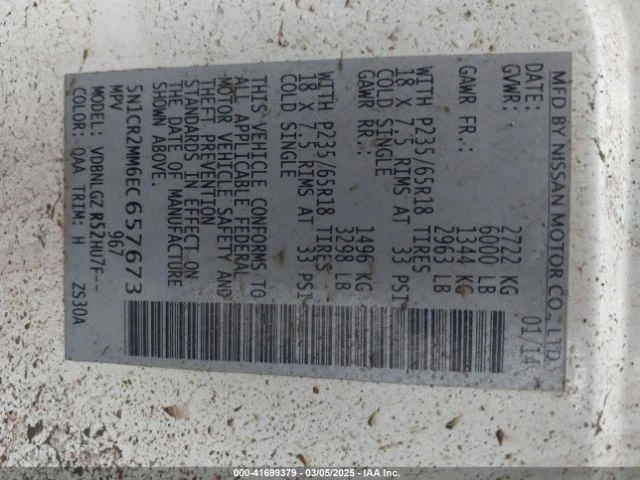 MFD BY NISSAN MOTOR CO., LTD.
DATE: 01/14
GVWR: 2722 KG
6000 LB
GAWR FR.: 1344 KG
2963 LB
WITH P235/65R18 TIRES
18 X 7.5 RIMS AT 33 PSI
COLD SINGLE
GAWR RR.: 1496 KG
3298 LB
WITH P235/65R18 TIRES
18 X 7.5 RIMS AT 33 PSI
COLD SINGLE
THIS VEHICLE CONFORMS TO
ALL APPLICABLE FEDERAL
MOTOR VEHICLE SAFETY AND
THEFT PREVENTION
STANDARDS IN EFFECT ON
THE DATE OF MANUFACTURE
SHOWN ABOVE.
5N1CR2MM6EC657673
MPV 967
MODEL: VDBNLGZ R52HU7F--
COLOR: QAA TRIM: H ZS30A
000-41699379 - 03/05/2025 - IAA Inc.